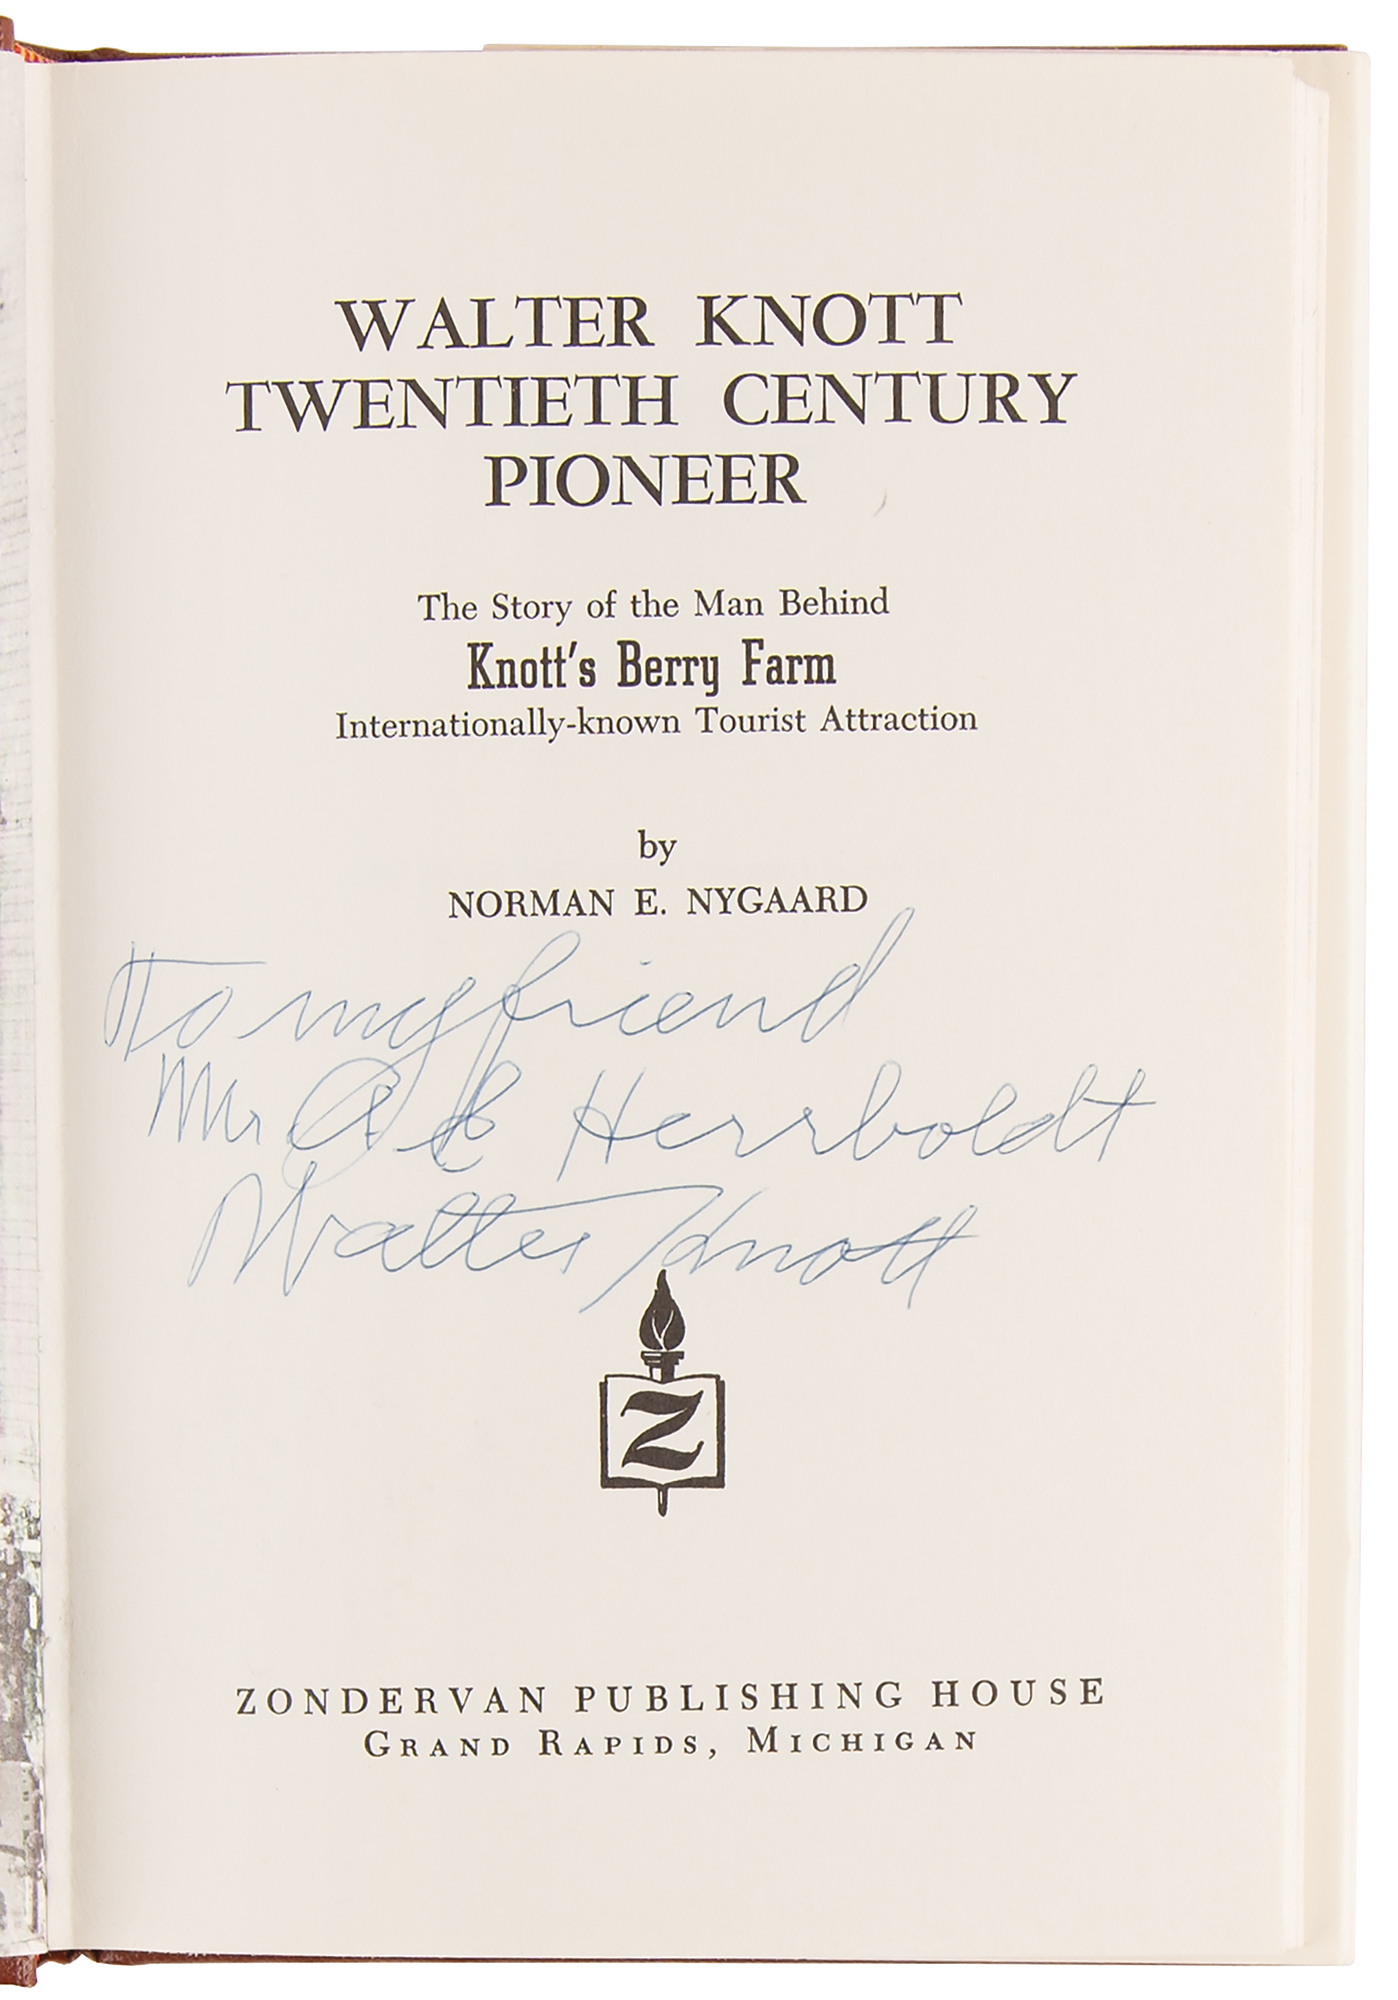 WALTER KNOTT
TWENTIETH CENTURY
PIONEER
The Story of the Man Behind
Knott's Berry Farm
Internationally-known Tourist Attraction
by
NORMAN E. NYGAARD
To my friend
Mr A E Herrboldt
Walter Knott
Z
ZONDERVAN PUBLISHING HOUSE
GRAND RAPIDS, MICHIGAN